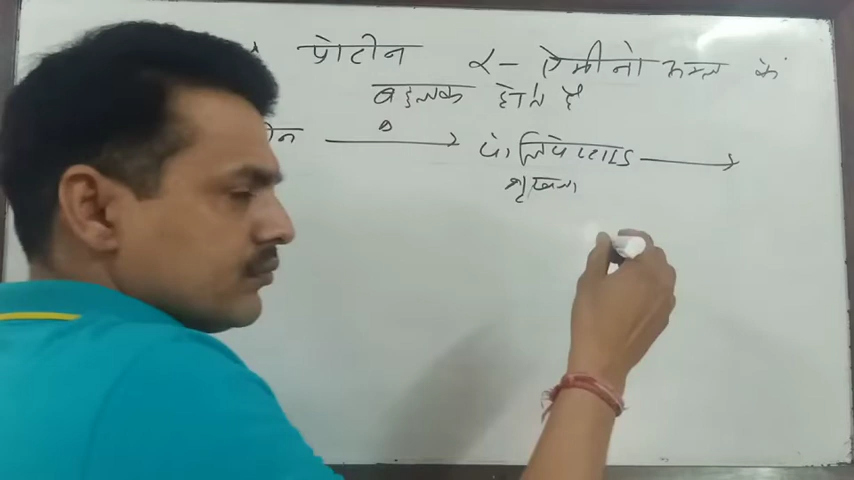 प्रोटीन α- ऐमीनो अम्ल के
बहुलक होते है
न Δ → पॉलिपेप्टाइड →
श्रृंखला